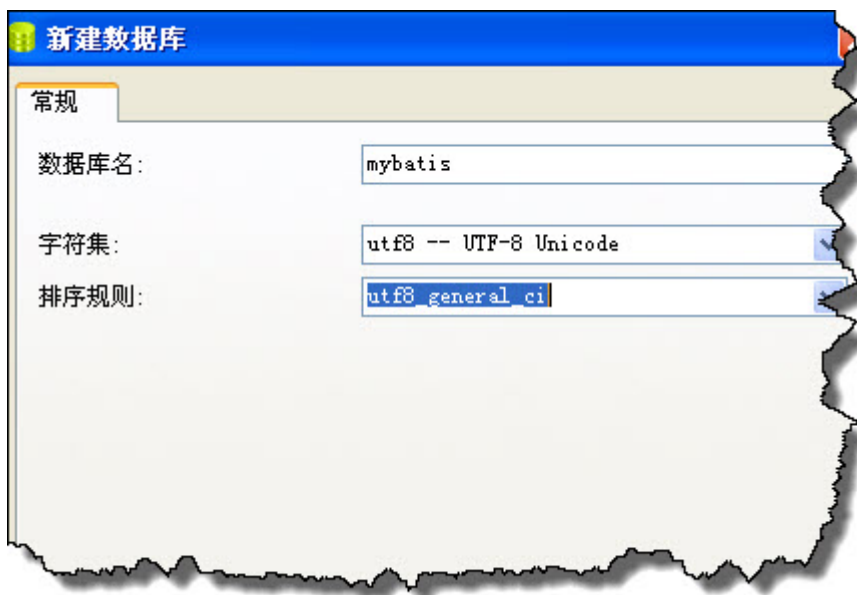 新建数据库
常规
数据库名: mybatis
字符集: utf8 -- UTF-8 Unicode
排序规则: utf8_general_ci